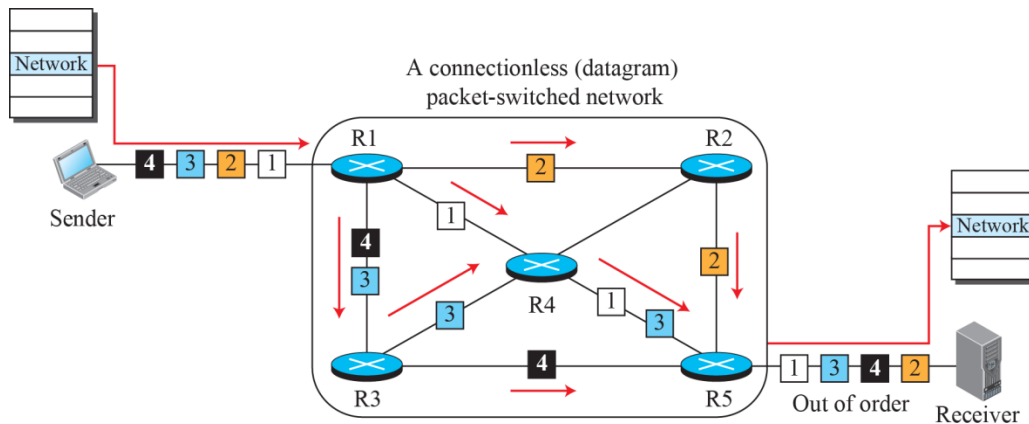 Network
A connectionless (datagram)
packet-switched network
R1
R2
4 3 2 1
2
Sender
1
Network
4
3
2
R4
3
1
3
R3
4
R5
1 3 4 2
Out of order
Receiver